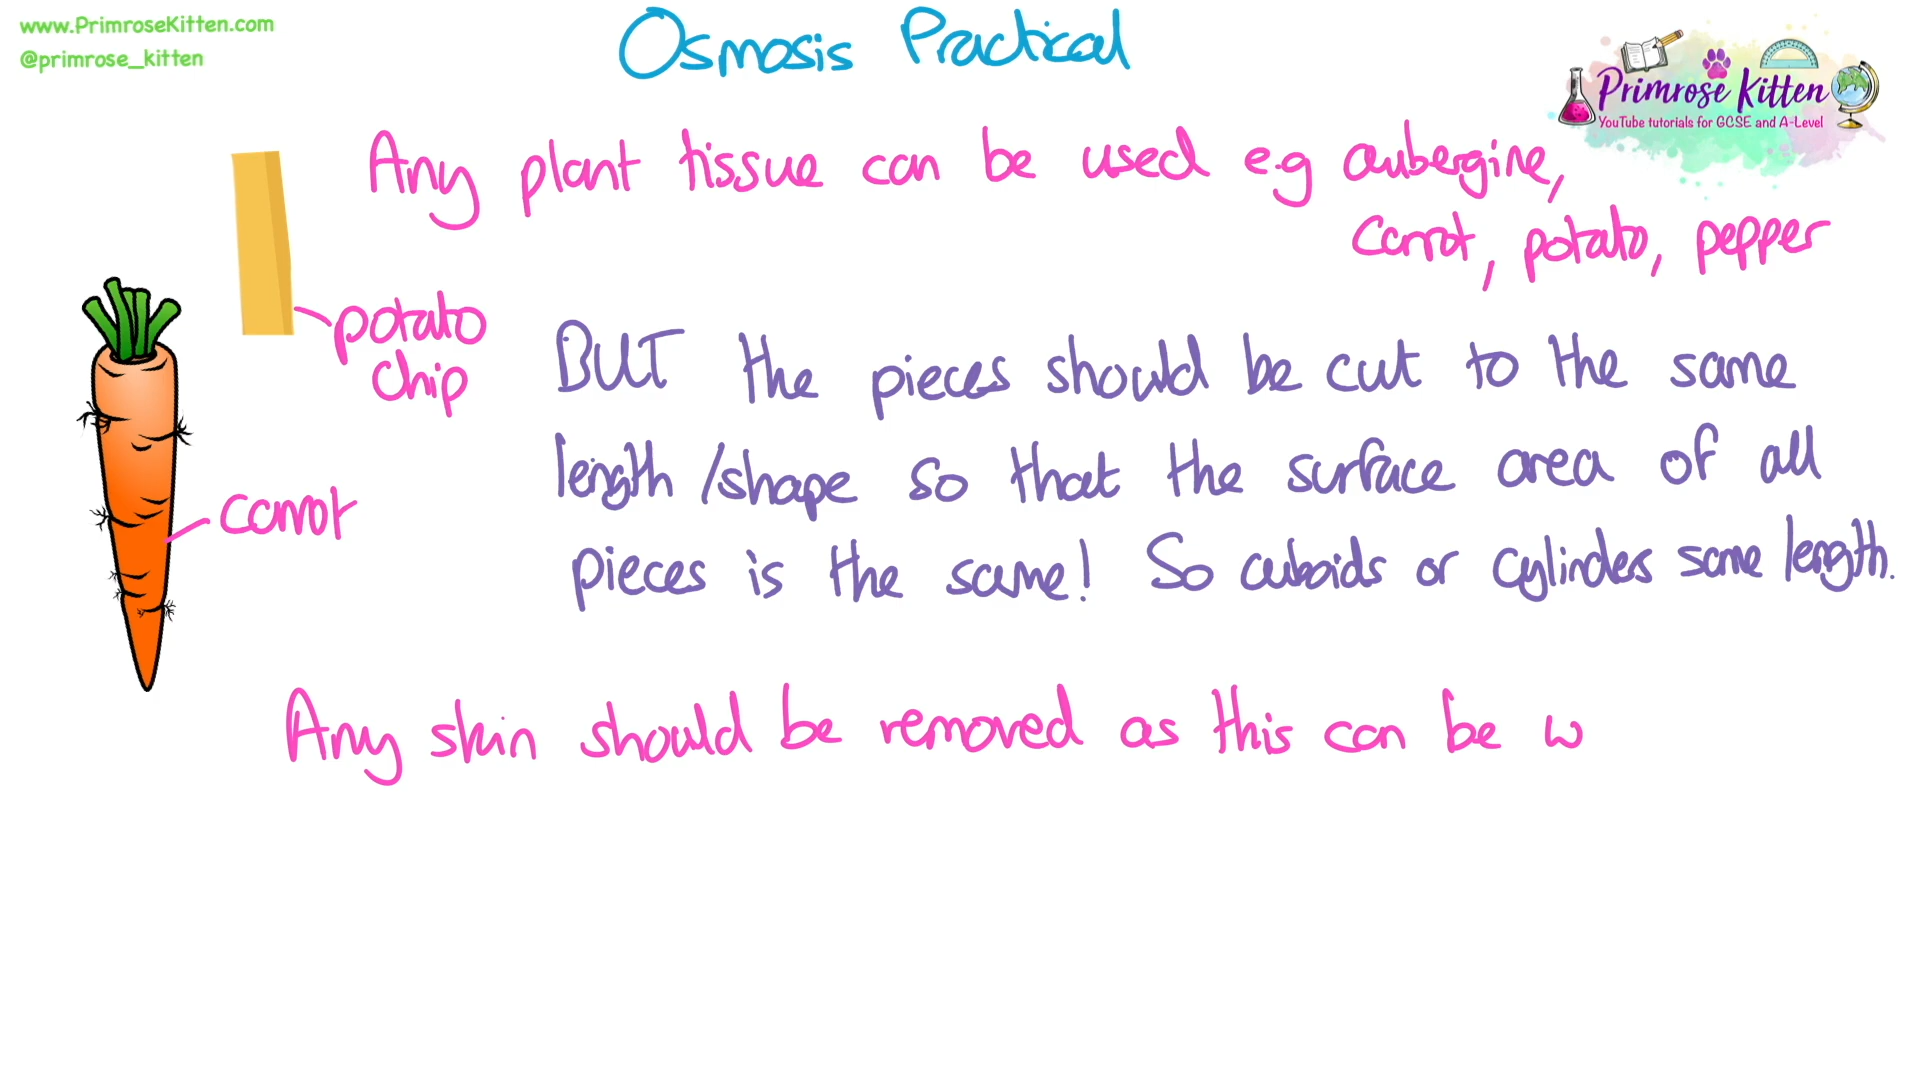 www.PrimroseKitten.com
@primrose_kitten
Osmosis Practical
Primrose Kitten
YouTube tutorials for GCSE and A-Level
Any plant tissue can be used e.g aubergine,
carrot, potato, pepper
potato
chip
BUT the pieces should be cut to the same
length/shape so that the surface area of all
pieces is the same! So cuboids or cylinders same length.
carrot
Any skin should be removed as this can be w